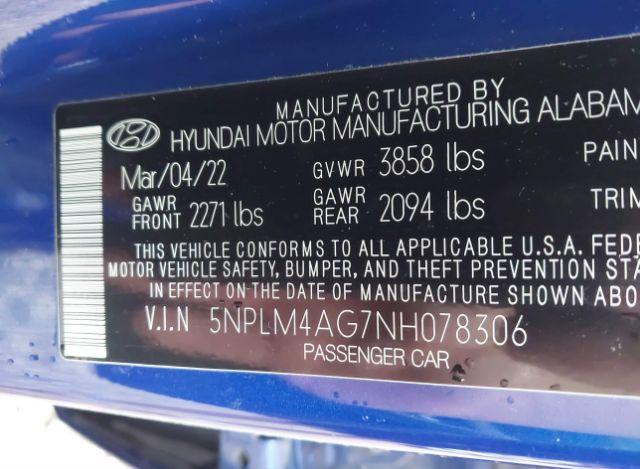 MANUFACTURED BY
HYUNDAI MOTOR MANUFACTURING ALABAM
Mar/04/22 GVWR 3858 lbs PAIN
GAWR FRONT 2271 lbs GAWR REAR 2094 lbs TRIM
THIS VEHICLE CONFORMS TO ALL APPLICABLE U.S.A. FEDE
MOTOR VEHICLE SAFETY, BUMPER, AND THEFT PREVENTION STA
IN EFFECT ON THE DATE OF MANUFACTURE SHOWN ABO
V.I.N 5NPLM4AG7NH078306
PASSENGER CAR